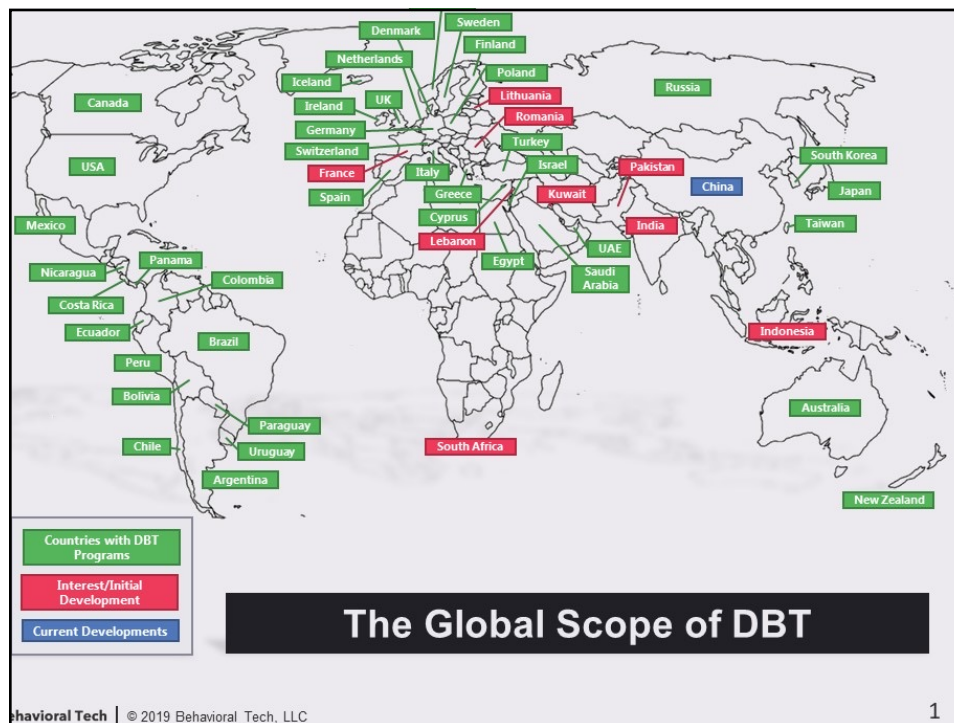 Sweden
Denmark
Finland
Netherlands
Poland
Iceland
Lithuania
Russia
Canada
Ireland
UK
Romania
Germany
Turkey
Switzerland
Israel
South Korea
USA
France
Italy
Kuwait
Pakistan
China
Spain
Greece
Japan
Cyprus
Mexico
Lebanon
UAE
India
Taiwan
Panama
Egypt
Nicaragua
Saudi
Arabia
Colombia
Costa Rica
Ecuador
Indonesia
Brazil
Peru
Bolivia
Australia
Paraguay
Chile
Uruguay
South Africa
Argentina
New Zealand
Countries with DBT
Programs
Interest/Initial
Development
Current Developments
The Global Scope of DBT
ehavioral Tech | © 2019 Behavioral Tech, LLC
1